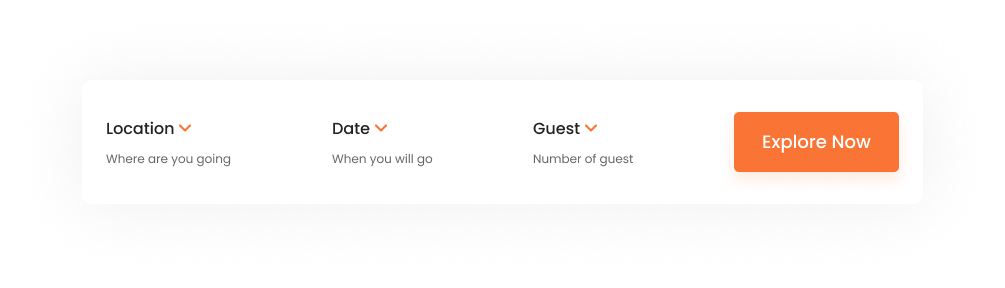 Location
Where are you going
Date
When you will go
Guest
Number of guest
Explore Now